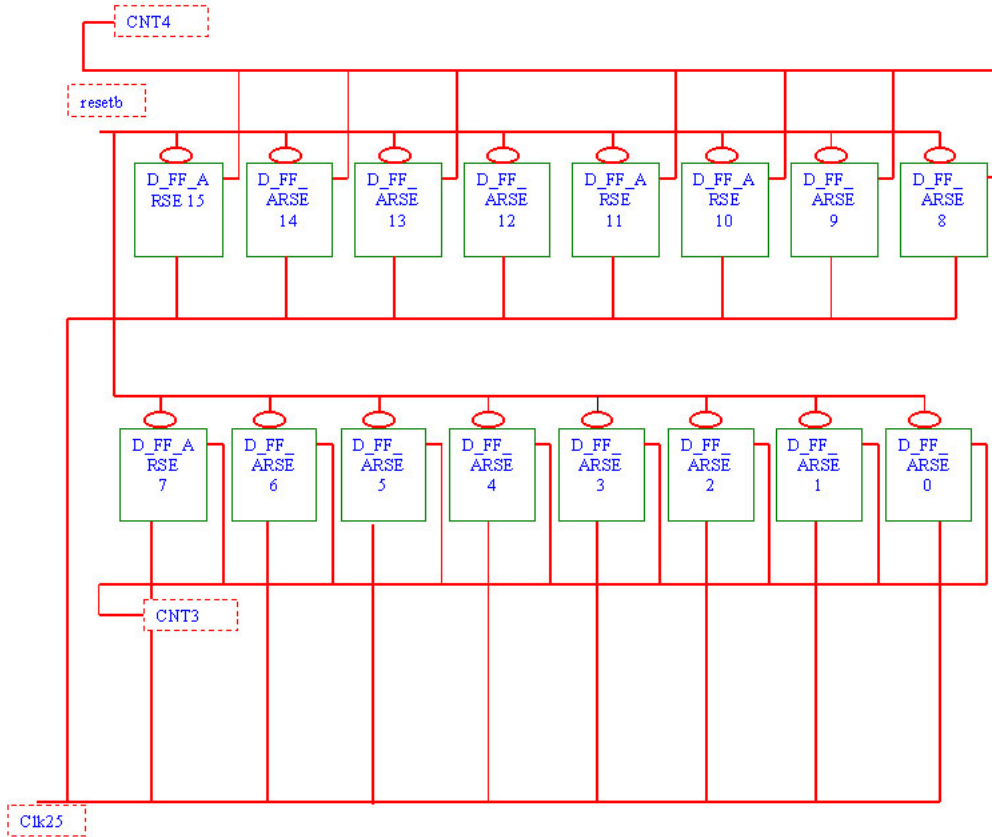 CNT4
resetb
D_FF_A
RSE 15
D_FF_
ARSE
14
D_FF_
ARSE
13
D_FF_
ARSE
12
D_FF_A
RSE
11
D_FF_A
RSE
10
D_FF_
ARSE
9
D_FF_
ARSE
8
D_FF_A
RSE
7
D_FF_
ARSE
6
D_FF_
ARSE
5
D_FF_
ARSE
4
D_FF_
ARSE
3
D_FF_
ARSE
2
D_FF_
ARSE
1
D_FF_
ARSE
0
CNT3
Clk25